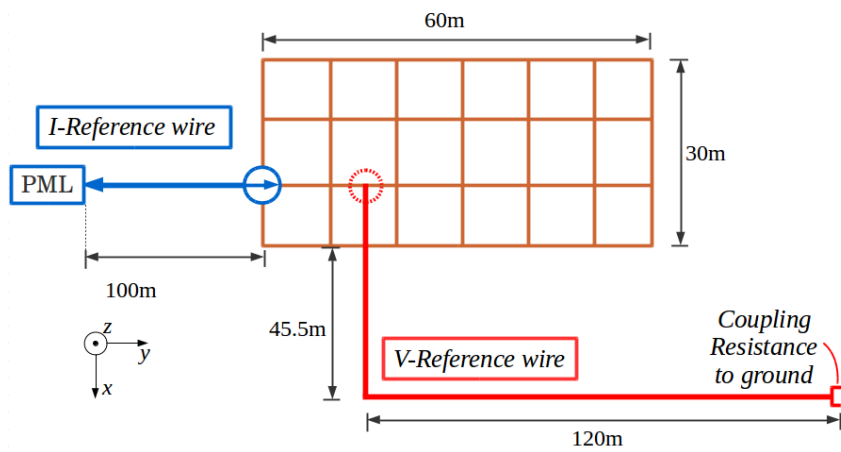 60m
I-Reference wire
PML
30m
100m
45.5m
z
y
x
V-Reference wire
Coupling
Resistance
to ground
120m